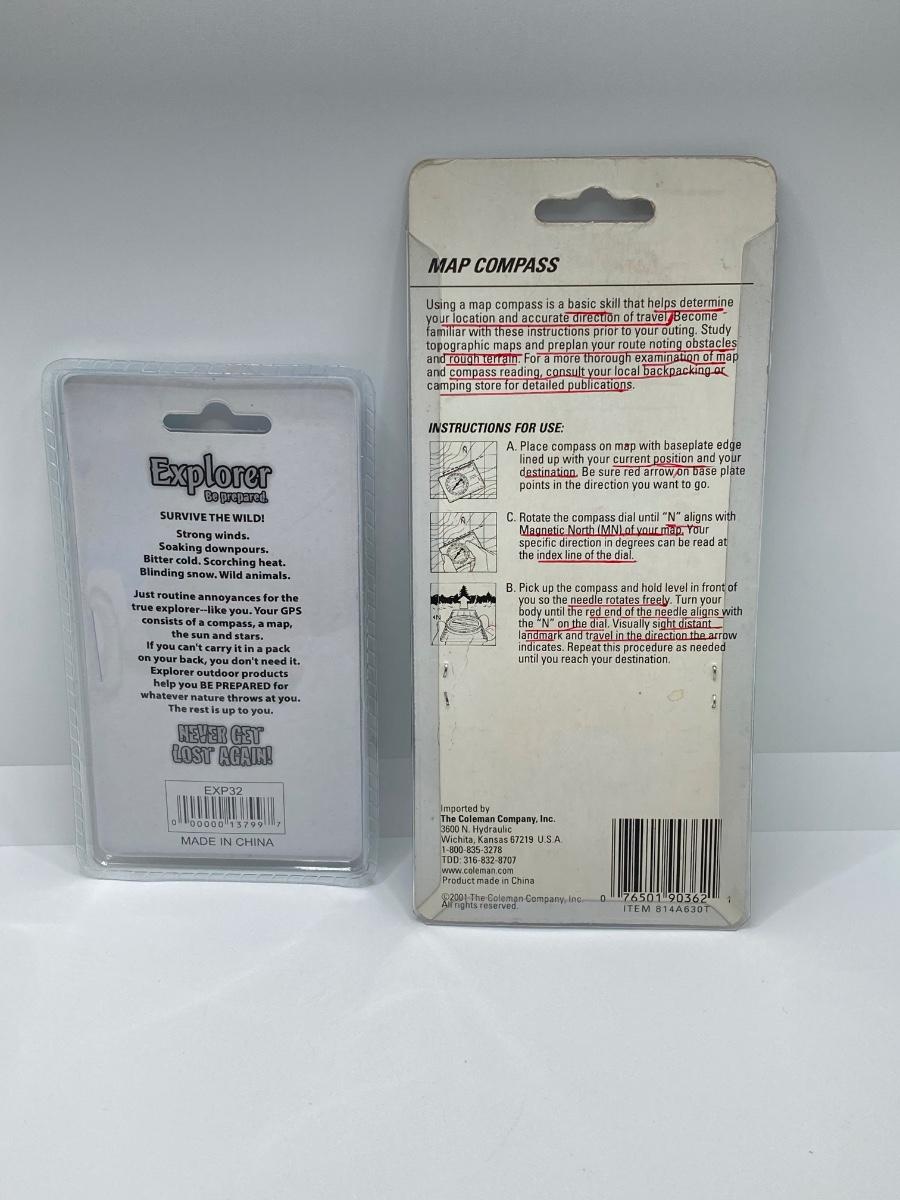 Explorer
Be prepared.
SURVIVE THE WILD!
Strong winds.
Soaking downpours.
Bitter cold. Scorching heat.
Blinding snow. Wild animals.
Just routine annoyances for the
true explorer--like you. Your GPS
consists of a compass, a map,
the sun and stars.
If you can't carry it in a pack
on your back, you don't need it.
Explorer outdoor products
help you BE PREPARED for
whatever nature throws at you.
The rest is up to you.
NEVER GET
LOST AGAIN!
EXP32
0 00000 13799 7
MADE IN CHINA
MAP COMPASS
Using a map compass is a basic skill that helps determine
your location and accurate direction of travel. Become
familiar with these instructions prior to your outing. Study
topographic maps and preplan your route noting obstacles
and rough terrain. For a more thorough examination of map
and compass reading, consult your local backpacking or
camping store for detailed publications.
INSTRUCTIONS FOR USE:
A. Place compass on map with baseplate edge
lined up with your current position and your
destination. Be sure red arrow on base plate
points in the direction you want to go.
C. Rotate the compass dial until "N" aligns with
Magnetic North (MN) of your map. Your
specific direction in degrees can be read at
the index line of the dial.
B. Pick up the compass and hold level in front of
you so the needle rotates freely. Turn your
body until the red end of the needle aligns with
the "N" on the dial. Visually sight distant
landmark and travel in the direction the arrow
indicates. Repeat this procedure as needed
until you reach your destination.
Imported by
The Coleman Company, Inc.
3600 N. Hydraulic
Wichita, Kansas 67219 U.S.A.
1-800-835-3278
TDD: 316-832-8707
www.coleman.com
Product made in China
©2001 The Coleman Company, Inc.
All rights reserved.
0 76501 90362 1
ITEM 814A630T